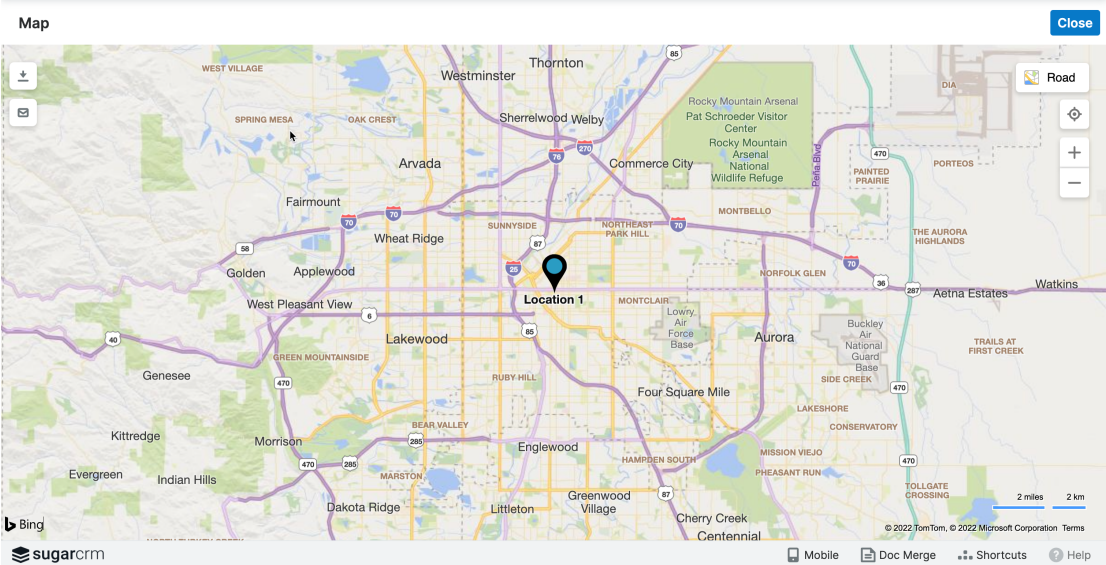 Map
Close
Thornton
85
Westminster
WEST VILLAGE
Road
DIA
Rocky Mountain Arsenal
Pat Schroeder Visitor
Center
Rocky Mountain
Arsenal
National
Wildlife Refuge
SPRING MESA
OAK CREST
Sherrelwood
Welby
270
76
470
Peña Blvd
Arvada
Commerce City
PORTEOS
PAINTED
PRAIRIE
Fairmount
70
70
MONTBELLO
SUNNYSIDE
NORTHEAST
PARK HILL
70
Wheat Ridge
87
THE AURORA
HIGHLANDS
58
70
25
Golden
Applewood
NORFOLK GLEN
36
287
Watkins
Aetna Estates
West Pleasant View
Location 1
MONTCLAIR
6
Lowry
Air
Force
Base
85
Buckley
Air
National
Guard
Base
40
Lakewood
Aurora
TRAILS AT
FIRST CREEK
GREEN MOUNTAINSIDE
Genesee
470
RUBY HILL
SIDE CREEK
470
Four Square Mile
LAKESHORE
BEAR VALLEY
CONSERVATORY
Kittredge
Morrison
285
Englewood
MISSION VIEJO
470
285
HAMPDEN SOUTH
470
Evergreen
Indian Hills
MARSTON
PHEASANT RUN
TOLLGATE
CROSSING
87
Greenwood
Village
2 miles
2 km
Dakota Ridge
Littleton
Cherry Creek
Bing
© 2022 TomTom, © 2022 Microsoft Corporation Terms
Centennial
NORTH TURKEY CREEK
sugarcrm
Mobile
Doc Merge
Shortcuts
Help